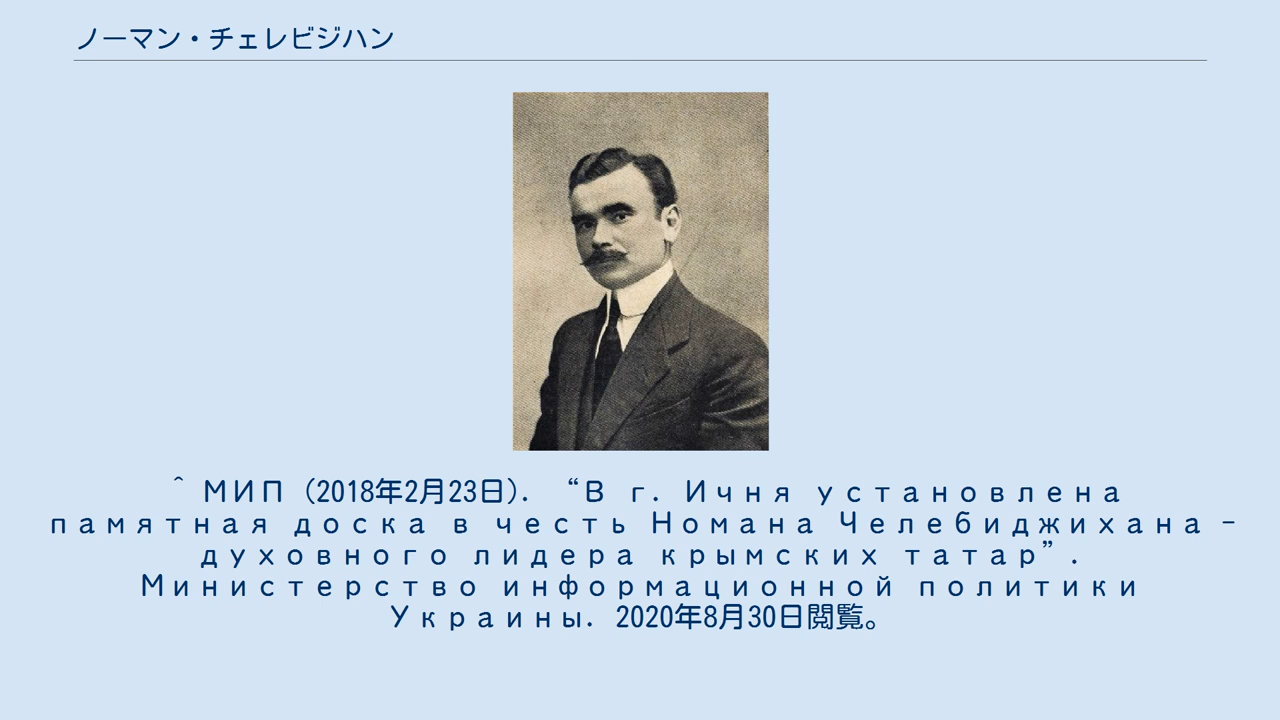 ノーマン・チェレビジハン
^ МИП (2018年2月23日). “В г. Ичня установлена
памятная доска в честь Номана Челебиджихана -
духовного лидера крымских татар”.
Министерство информационной политики
Украины. 2020年8月30日閲覧。